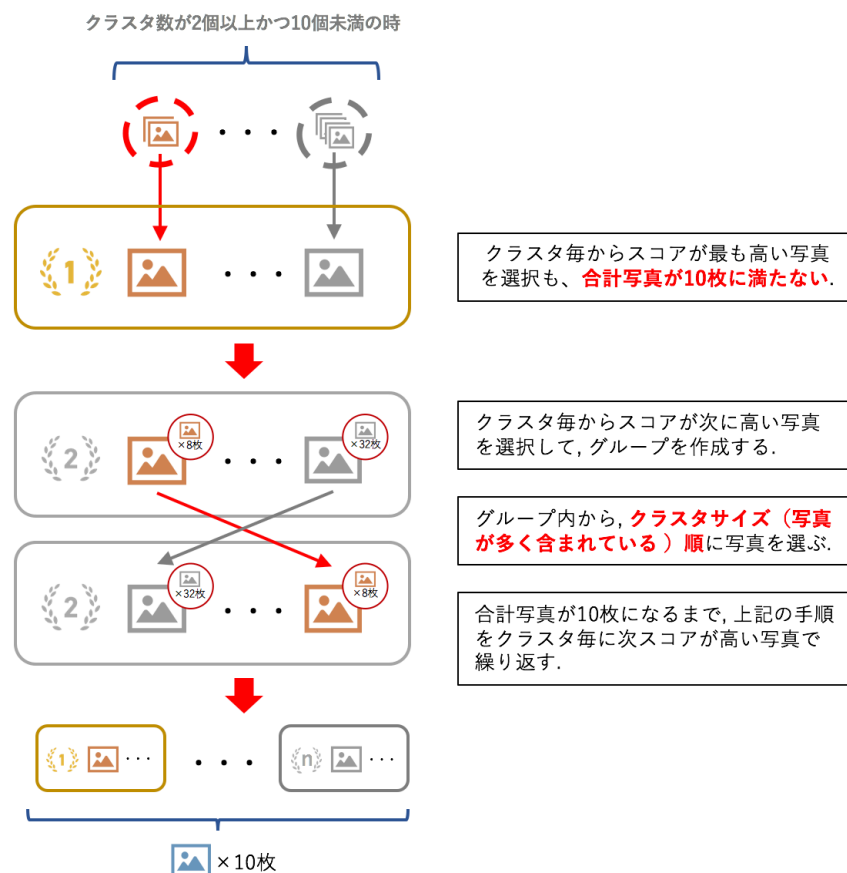 クラスタ数が2個以上かつ10個未満の時
・・・
1
・・・
クラスタ毎からスコアが最も高い写真
を選択も、合計写真が10枚に満たない.
2
×8枚
・・・
×32枚
クラスタ毎からスコアが次に高い写真
を選択して, グループを作成する.
グループ内から, クラスタサイズ（写真
が多く含まれている ）順に写真を選ぶ.
2
×32枚
・・・
×8枚
合計写真が10枚になるまで, 上記の手順
をクラスタ毎に次スコアが高い写真で
繰り返す.
1 ・・・
・・・
n ・・・
×10枚